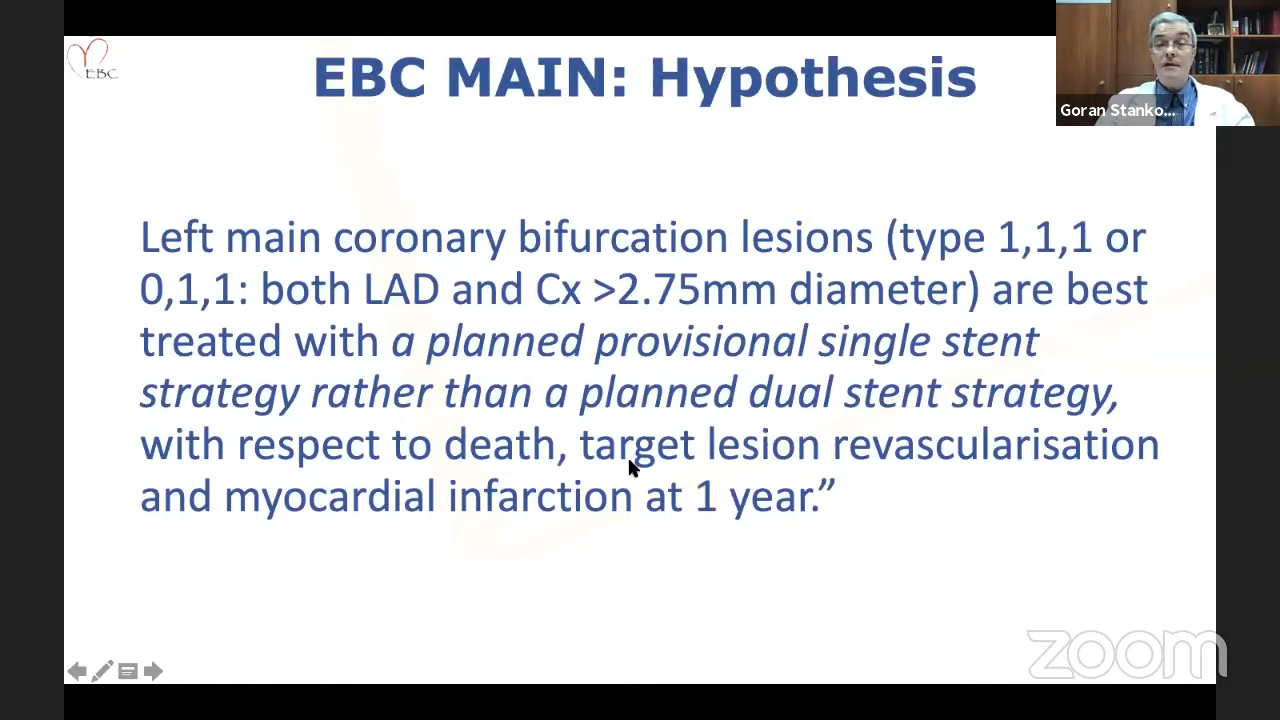 EBC
EBC MAIN: Hypothesis
Goran Stanko...
Left main coronary bifurcation lesions (type 1,1,1 or
0,1,1: both LAD and Cx >2.75mm diameter) are best
treated with a planned provisional single stent
strategy rather than a planned dual stent strategy,
with respect to death, target lesion revascularisation
and myocardial infarction at 1 year.”
zoom